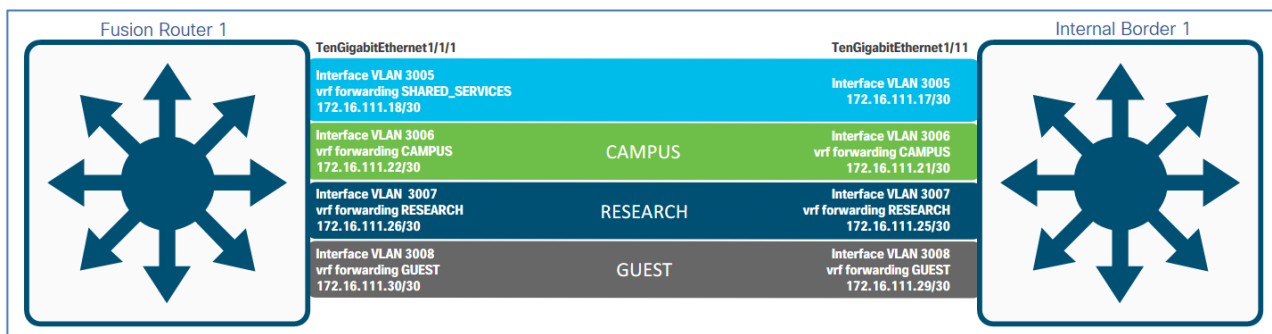 Fusion Router 1
Internal Border 1
TenGigabitEthernet1/1/1
TenGigabitEthernet1/11
Interface VLAN 3005
vrf forwarding SHARED_SERVICES
172.16.111.18/30
Interface VLAN 3005
172.16.111.17/30
Interface VLAN 3006
vrf forwarding CAMPUS
172.16.111.22/30
CAMPUS
Interface VLAN 3006
vrf forwarding CAMPUS
172.16.111.21/30
Interface VLAN 3007
vrf forwarding RESEARCH
172.16.111.26/30
RESEARCH
Interface VLAN 3007
vrf forwarding RESEARCH
172.16.111.25/30
Interface VLAN 3008
vrf forwarding GUEST
172.16.111.30/30
GUEST
Interface VLAN 3008
vrf forwarding GUEST
172.16.111.29/30